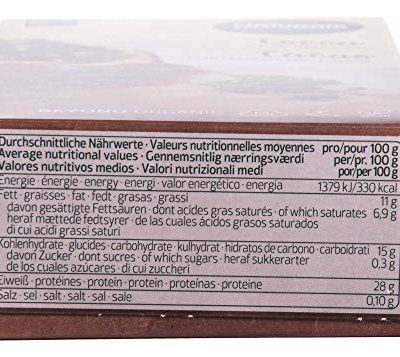 Cacao
BEYOND ORGANIC
Durchschnittliche Nährwerte · Valeurs nutritionnelles moyennes pro/pour 100 g
Average nutritional values · Gennemsnitlig nærringsværdi per/pr. 100 g
Valores nutritivos medios · Valori nutrizionali medi por/per 100 g
Energie · énergie · energy · energi · valor energético · energia 1379 kJ/330 kcal
Fett · graisses · fat · fedt · grasas · grassi 11 g
davon gesättigte Fettsäuren · dont acides gras saturés · of which saturates 6,9 g
heraf mættede fedtsyrer · de las cuales ácidos grasos saturados
di cui acidi grassi saturi
Kohlenhydrate · glucides · carbohydrate · kulhydrat · hidratos de carbono · carboidrati 15 g
davon Zucker · dont sucres · of which sugars · heraf sukkerarter 0,3 g
de los cuales azúcares · di cui zuccheri
Eiweiß · protéines · protein · protein · proteínas · proteine 28 g
Salz · sel · salt · salt · sal · sale 0,10 g